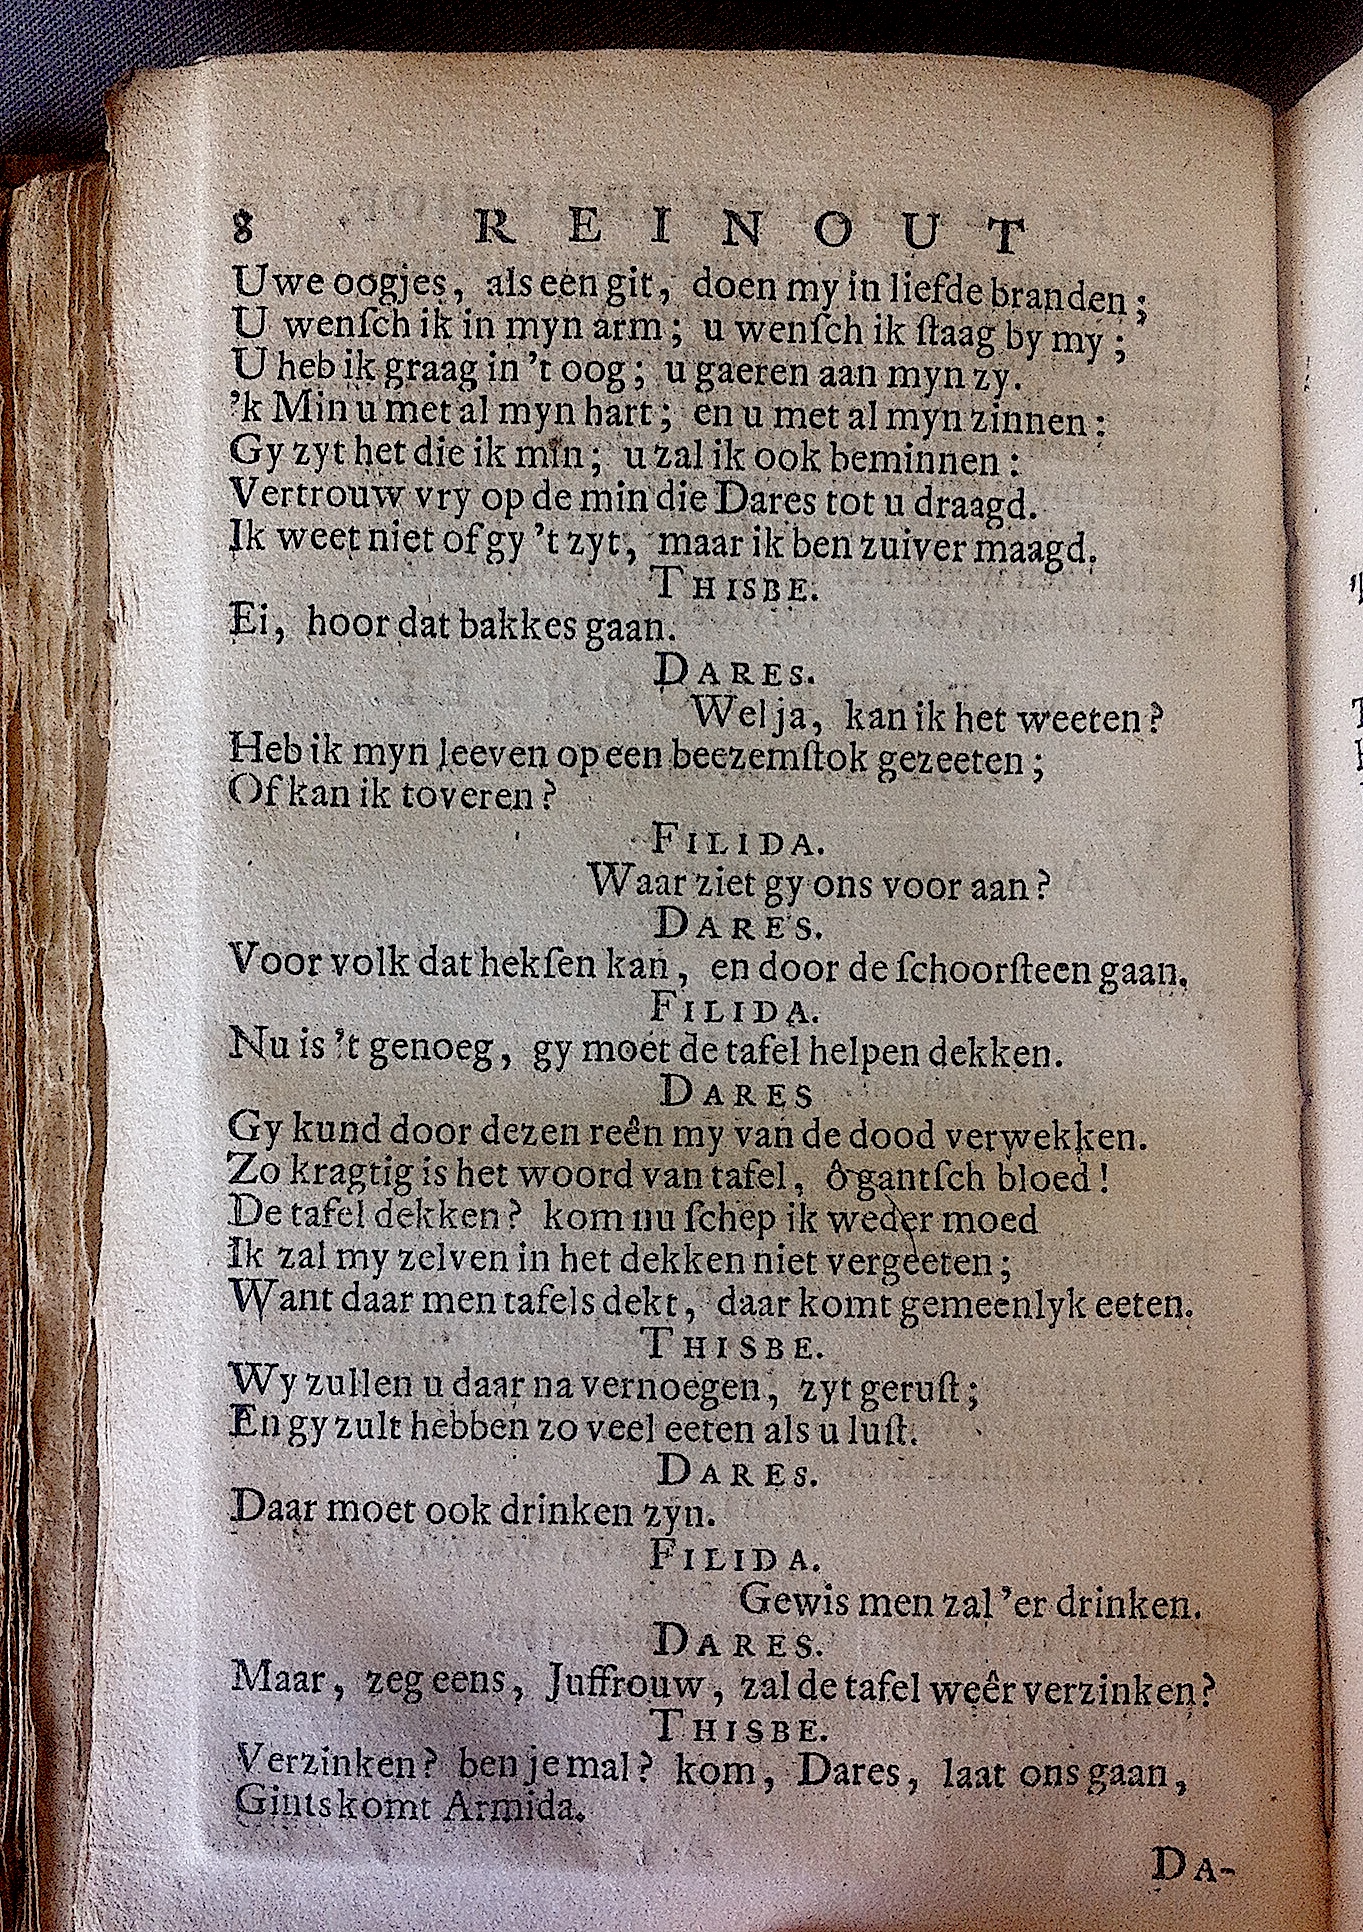 8 REINOUT
Uwe oogjes, als een git, doen my in liefde branden;
U wenſch ik in myn arm; u wenſch ik ſtaag by my;
U heb ik graag in 't oog; u gaeren aan myn zy.
'k Min u met al myn hart; en u met al myn zinnen:
Gy zyt het die ik min; u zal ik ook beminnen:
Vertrouw vry op de min die Dares tot u draagd.
Ik weet niet of gy 't zyt, maar ik ben zuiver maagd.
THISBE.
Ei, hoor dat bakkes gaan.
DARES.
Wel ja, kan ik het weeten?
Heb ik myn leeven op een beezemſtok gezeeten;
Of kan ik toveren?
FILIDA.
Waar ziet gy ons voor aan?
DARES.
Voor volk dat hekſen kan, en door de ſchoorſteen gaan.
FILIDA.
Nu is 't genoeg, gy moet de tafel helpen dekken.
DARES
Gy kund door dezen reên my van de dood verwekken.
Zo kragtig is het woord van tafel, ô gantſch bloed!
De tafel dekken? kom nu ſchep ik weder moed
Ik zal my zelven in het dekken niet vergeeten;
Want daar men tafels dekt, daar komt gemeenlyk eeten.
THISBE.
Wy zullen u daar na vernoegen, zyt geruſt;
En gy zult hebben zo veel eeten als u luſt.
DARES.
Daar moet ook drinken zyn.
FILIDA.
Gewis men zal 'er drinken.
DARES.
Maar, zeg eens, Juffrouw, zal de tafel weêr verzinken?
THISBE.
Verzinken? ben je mal? kom, Dares, laat ons gaan,
Gints komt Armida.
DA-